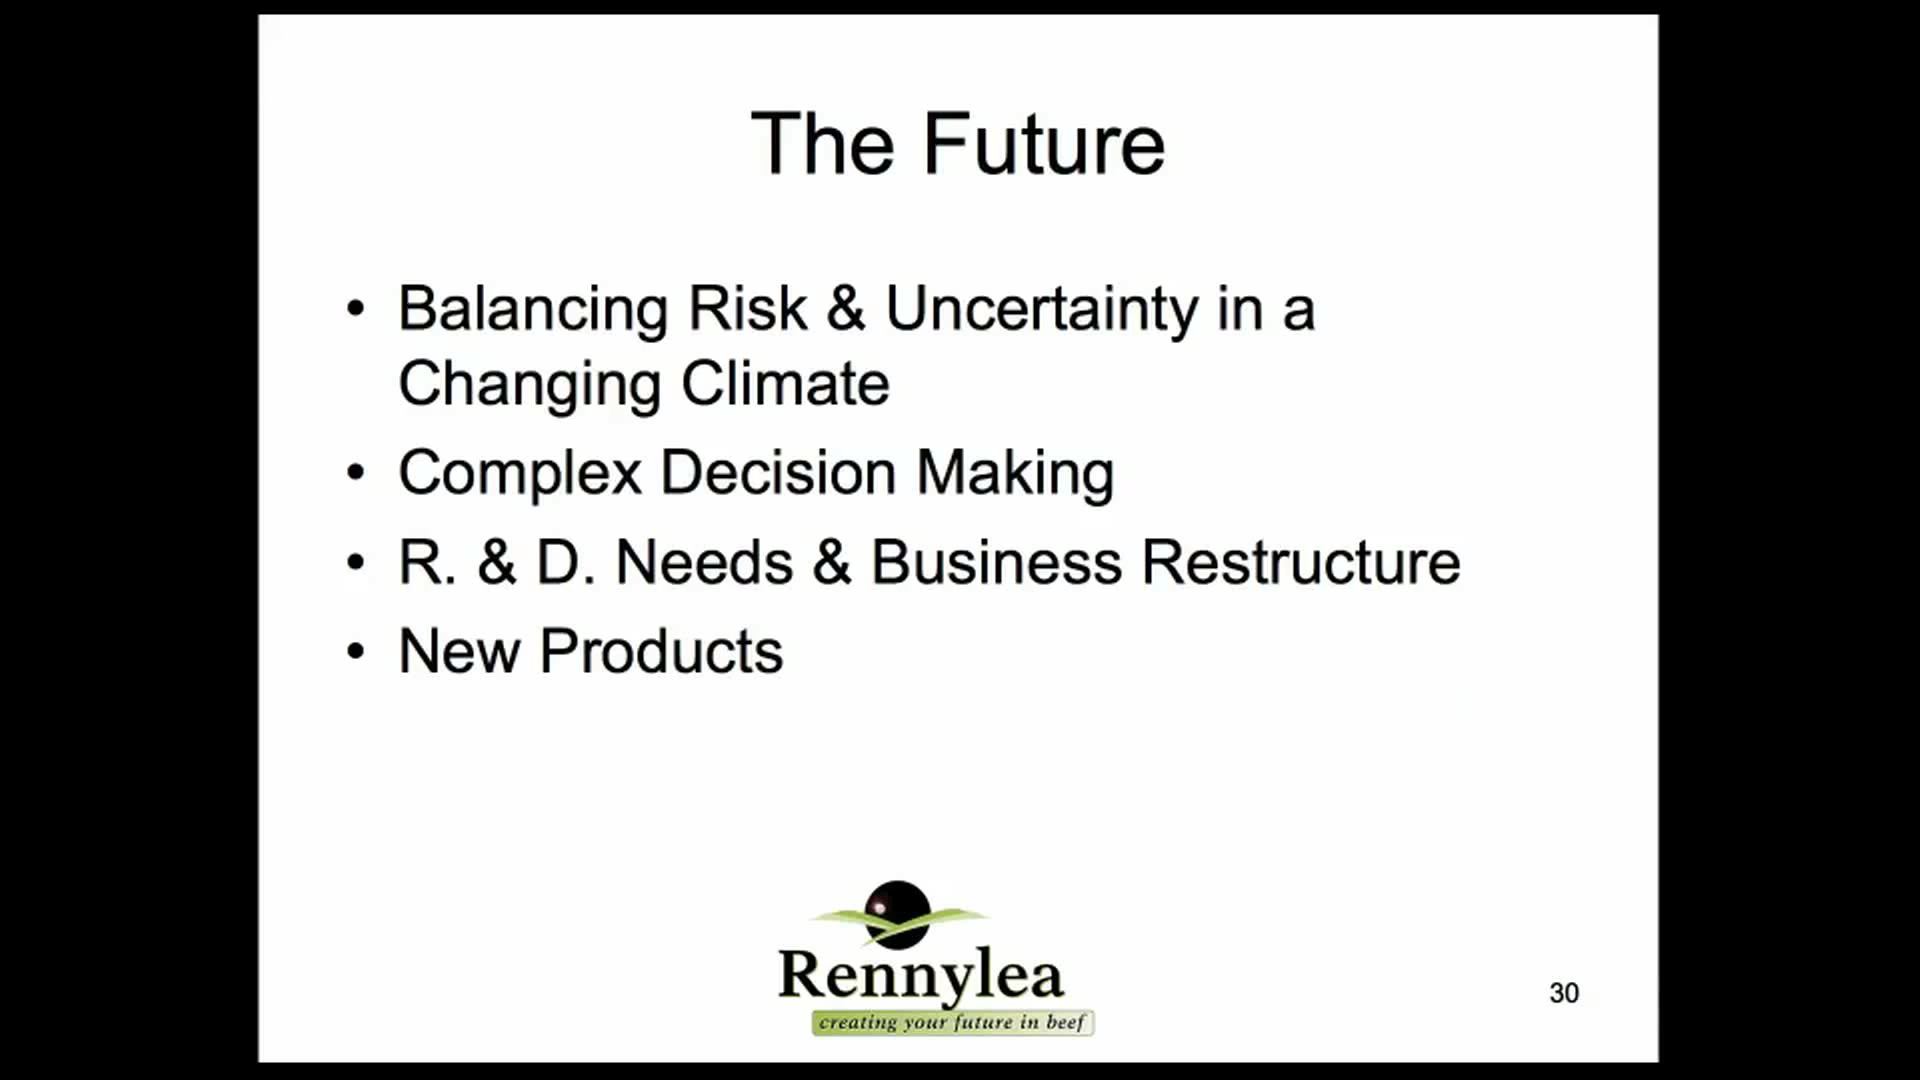 The Future
• Balancing Risk & Uncertainty in a
Changing Climate
• Complex Decision Making
• R. & D. Needs & Business Restructure
• New Products
Rennylea
creating your future in beef
30